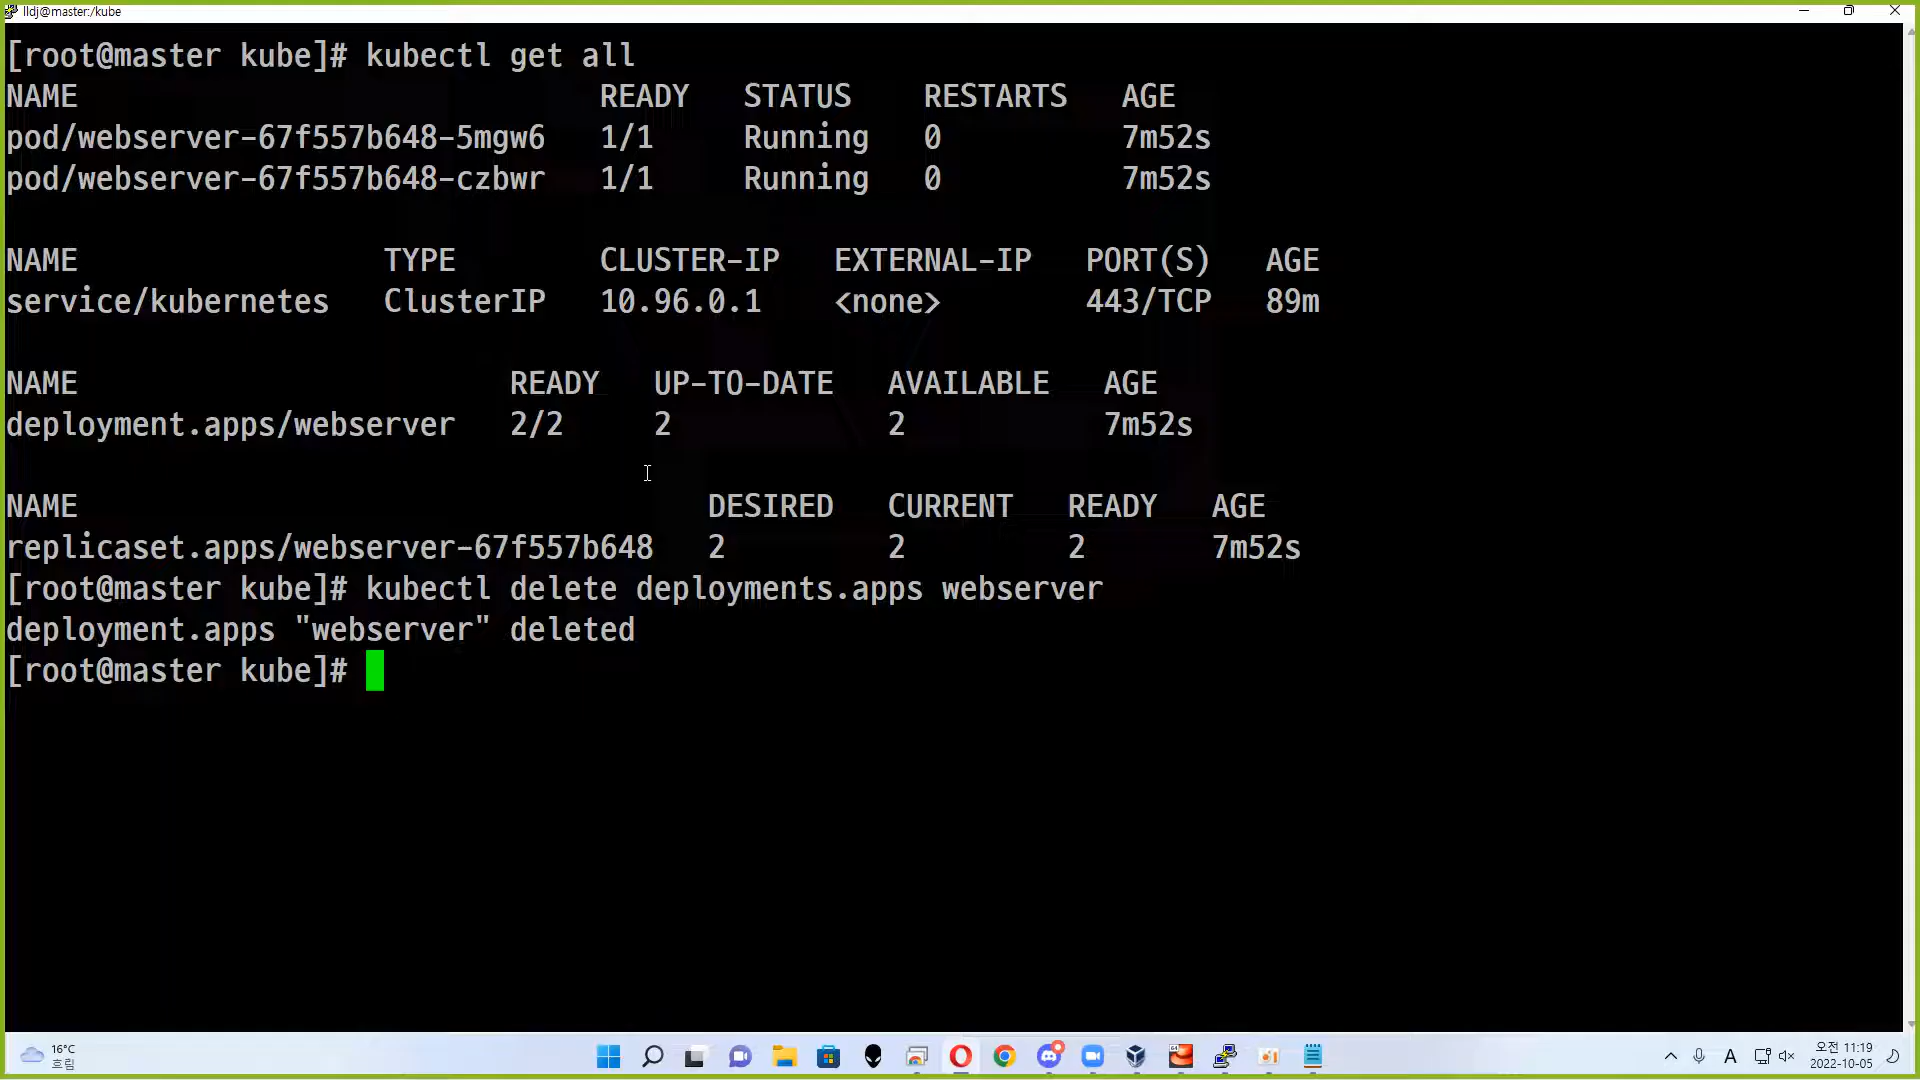 lldj@master:/kube
[root@master kube]# kubectl get all
NAME READY STATUS RESTARTS AGE
pod/webserver-67f557b648-5mgw6 1/1 Running 0 7m52s
pod/webserver-67f557b648-czbwr 1/1 Running 0 7m52s
NAME TYPE CLUSTER-IP EXTERNAL-IP PORT(S) AGE
service/kubernetes ClusterIP 10.96.0.1 <none> 443/TCP 89m
NAME READY UP-TO-DATE AVAILABLE AGE
deployment.apps/webserver 2/2 2 2 7m52s
NAME DESIRED CURRENT READY AGE
replicaset.apps/webserver-67f557b648 2 2 2 7m52s
[root@master kube]# kubectl delete deployments.apps webserver
deployment.apps "webserver" deleted
[root@master kube]#
16°C
흐림
A
오전 11:19
2022-10-05